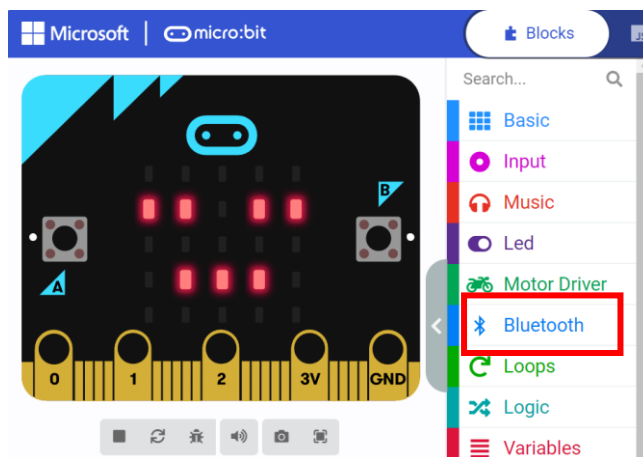 Microsoft | micro:bit
Blocks
JS
Search...
Basic
Input
Music
Led
Motor Driver
Bluetooth
Loops
Logic
Variables
B
A
0 1 2 3V GND